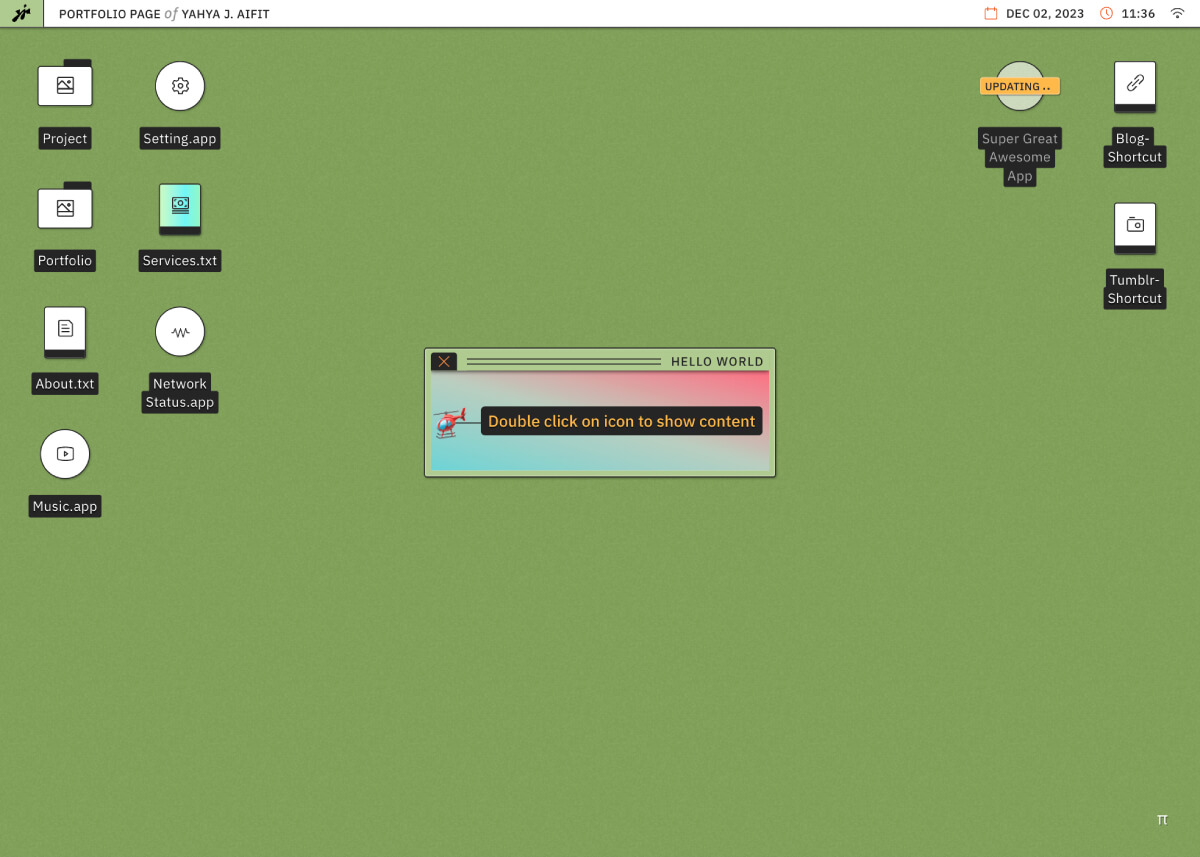 PORTFOLIO PAGE of YAHYA J. AIFIT
DEC 02, 2023
11:36
Project
Setting.app
UPDATING ..
Super Great
Awesome
App
Blog-
Shortcut
Portfolio
Services.txt
Tumblr-
Shortcut
About.txt
Network
Status.app
HELLO WORLD
Double click on icon to show content
Music.app
π